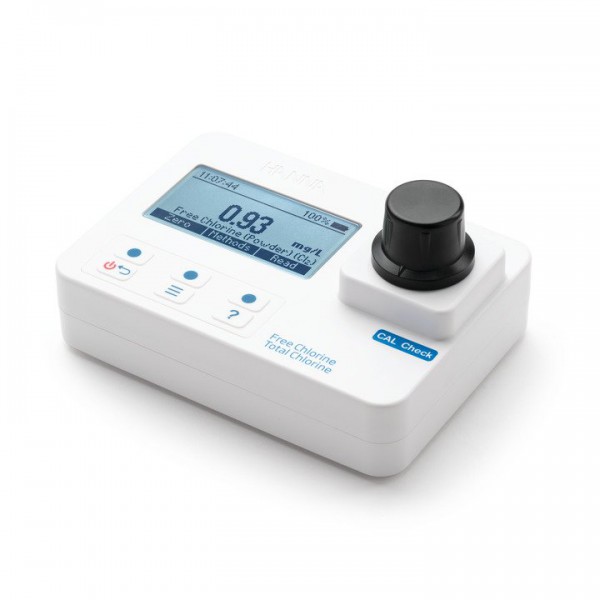 HANNA
11:07:44
100%
0.93 mg/L
Free Chlorine (Powder) (Cl₂)
Zero Methods Read
?
Free Chlorine
Total Chlorine
CAL Check